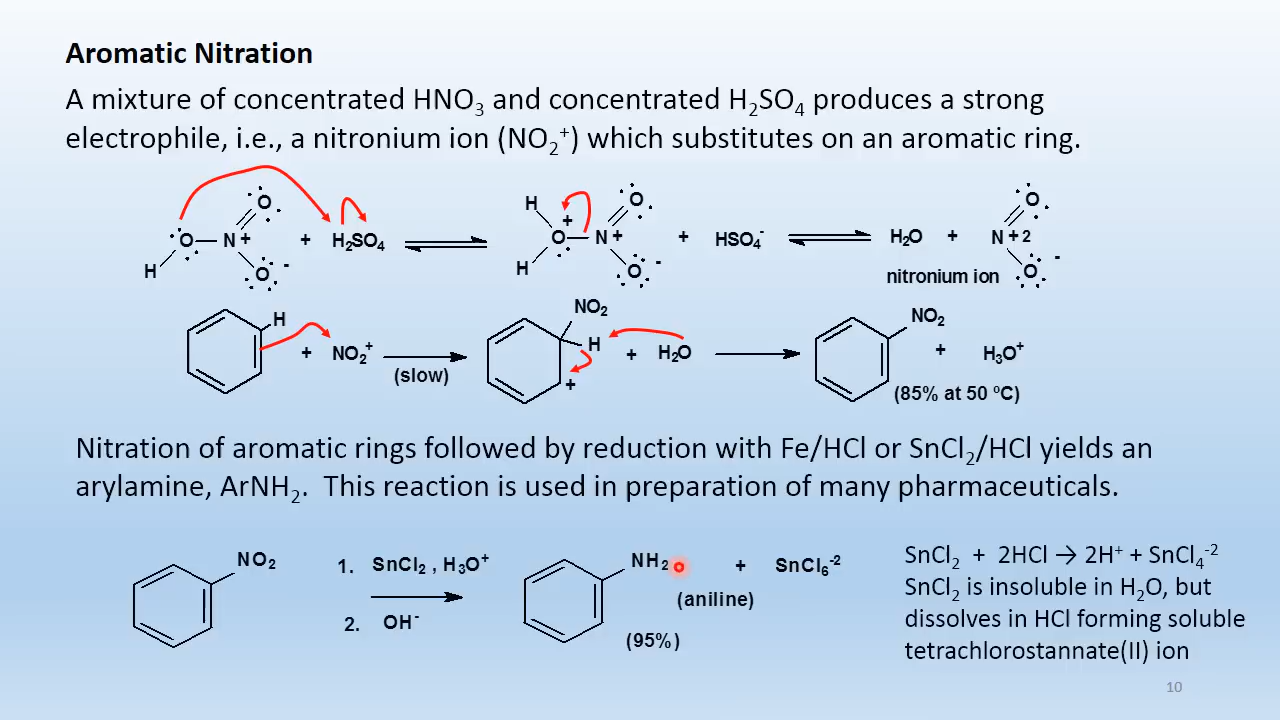 Aromatic Nitration
A mixture of concentrated HNO₃ and concentrated H₂SO₄ produces a strong
electrophile, i.e., a nitronium ion (NO₂⁺) which substitutes on an aromatic ring.
H O N+ O O - + H₂SO₄ H H O + N+ O O - + HSO₄⁻ H₂O + N +2 O O -
nitronium ion
H + NO₂⁺ (slow) NO₂ H + + H₂O NO₂ + H₃O⁺
(85% at 50 ºC)
Nitration of aromatic rings followed by reduction with Fe/HCl or SnCl₂/HCl yields an
arylamine, ArNH₂. This reaction is used in preparation of many pharmaceuticals.
NO₂ 1. SnCl₂ , H₃O⁺ NH₂ + SnCl₆⁻²
2. OH⁻ (aniline)
(95%)
SnCl₂ + 2HCl → 2H⁺ + SnCl₄⁻²
SnCl₂ is insoluble in H₂O, but
dissolves in HCl forming soluble
tetrachlorostannate(II) ion
10